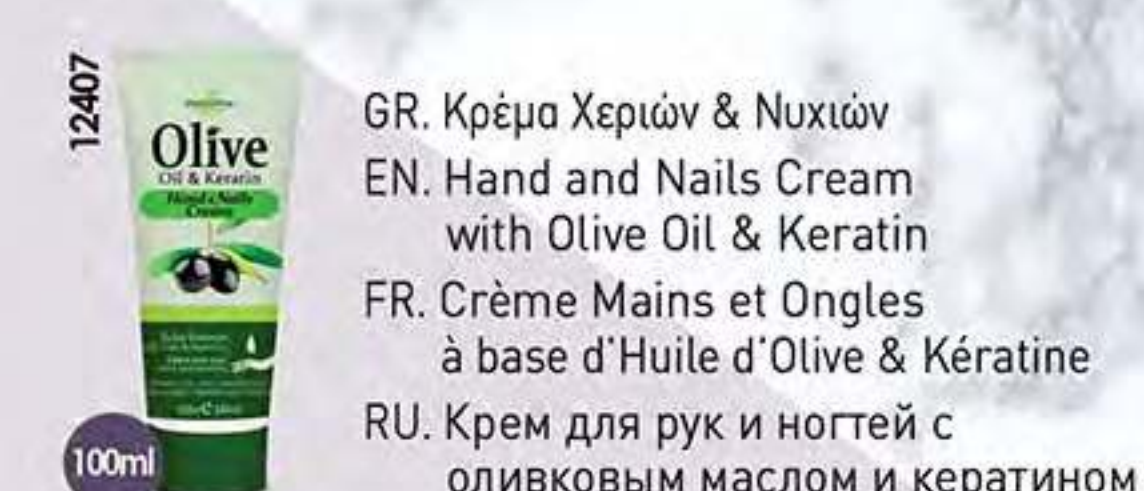 12407
Olive
Oil & Keratin
Hand & Nails
Cream
100ml
GR. Κρέμα Χεριών & Νυχιών
EN. Hand and Nails Cream
with Olive Oil & Keratin
FR. Crème Mains et Ongles
à base d'Huile d'Olive & Kératine
RU. Крем для рук и ногтей с
оливковым маслом и кератином